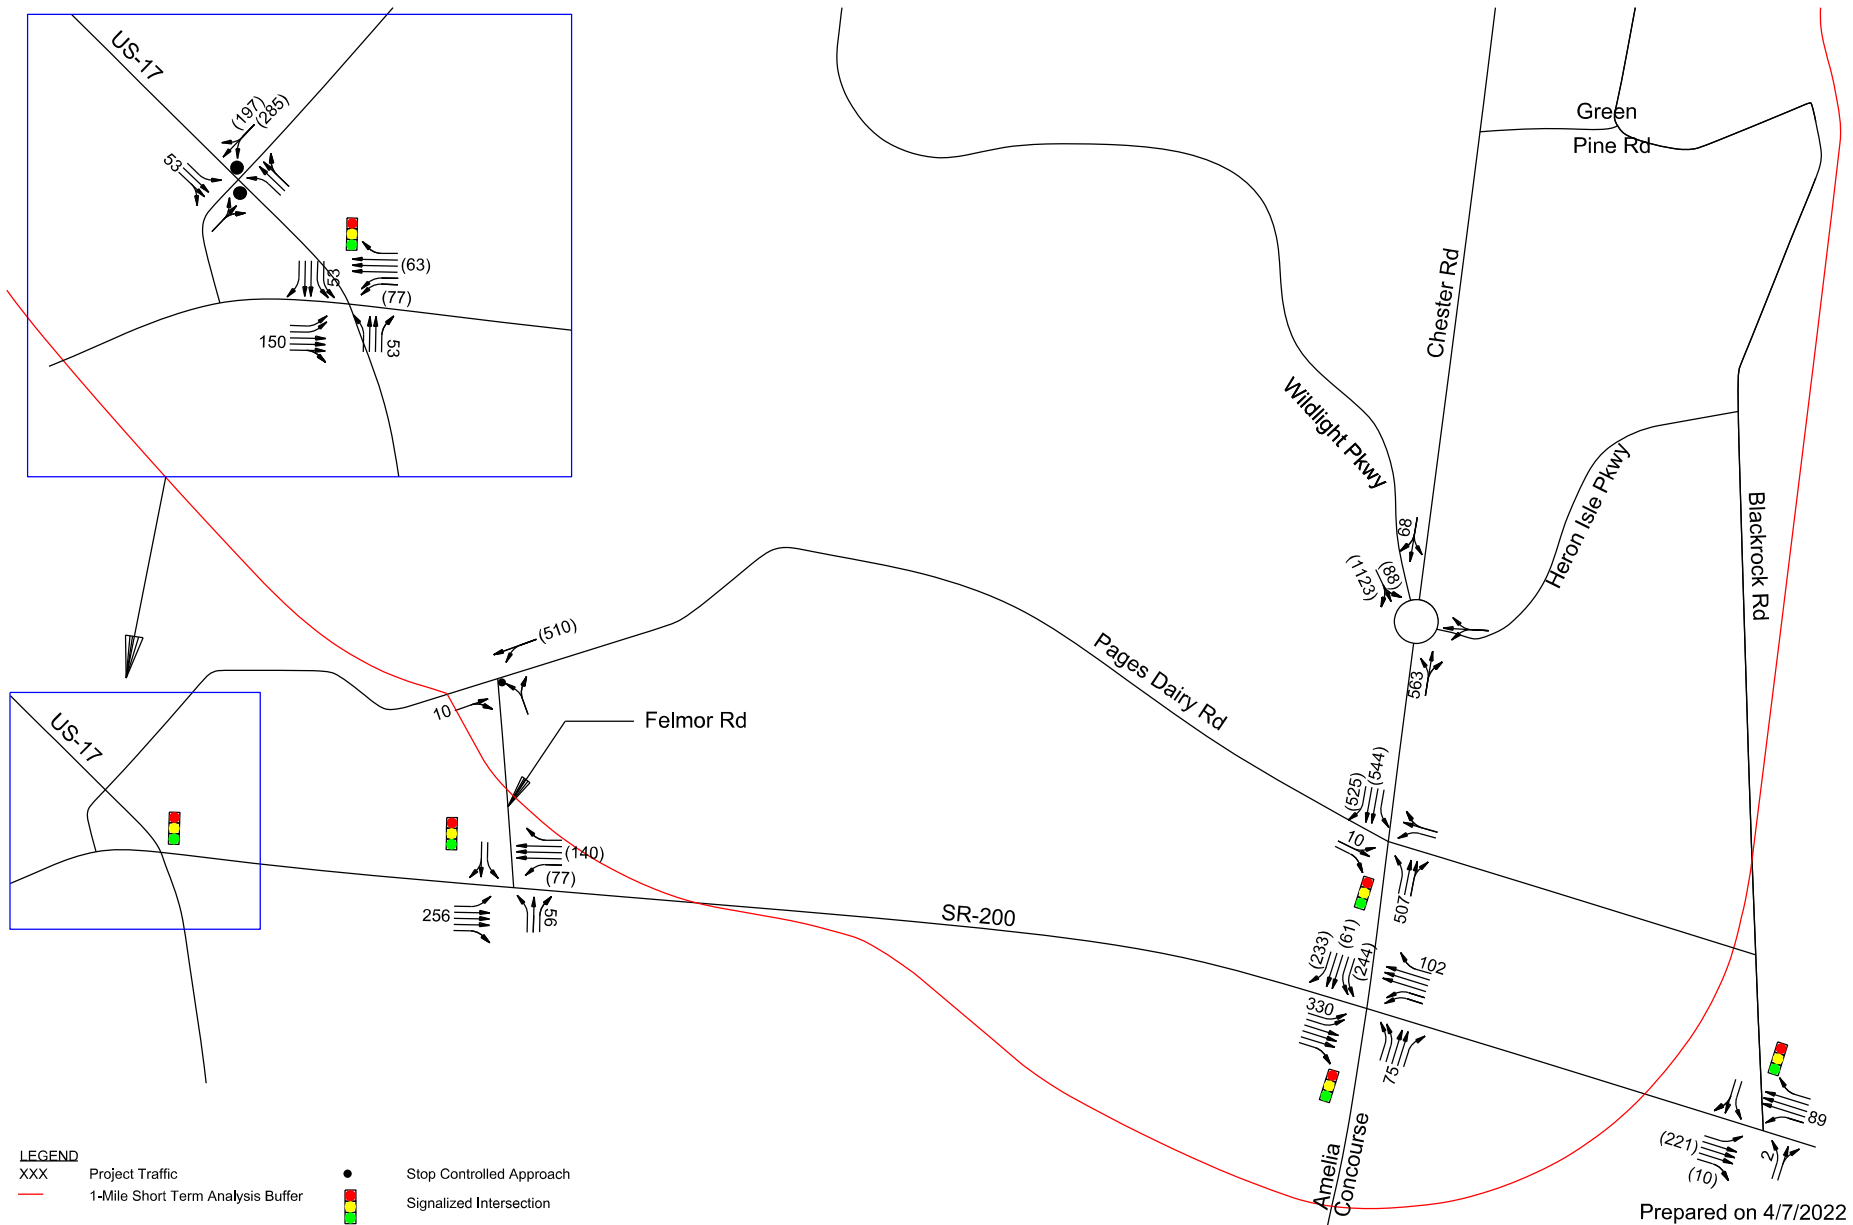 US-17
(197)
(285)
53
(63)
53
(77)
150
53
Green
Pine Rd
Chester Rd
Wildlight Pkwy
Heron Isle Pkwy
Blackrock Rd
68
(88)
(1123)
563
(510)
10
Pages Dairy Rd
Felmor Rd
US-17
(525)
(544)
10
507
(140)
(77)
256
56
SR-200
(233)
(61)
(244)
102
330
75
89
(221)
(10)
2
Amelia
Concourse
LEGEND
XXX Project Traffic
1-Mile Short Term Analysis Buffer
Stop Controlled Approach
Signalized Intersection
Prepared on 4/7/2022